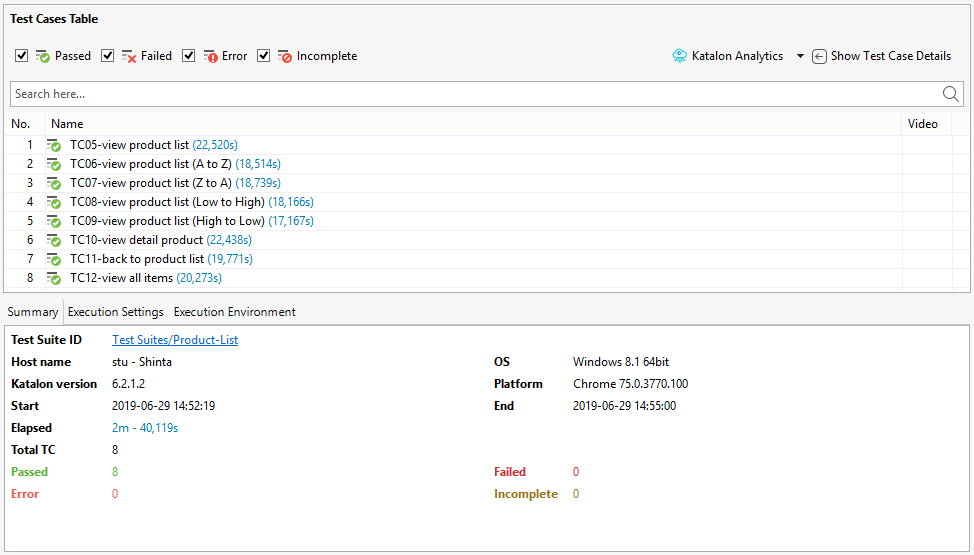 Test Cases Table
Passed Failed Error Incomplete Katalon Analytics Show Test Case Details
Search here...
No. Name Video
1 TC05-view product list (22,520s)
2 TC06-view product list (A to Z) (18,514s)
3 TC07-view product list (Z to A) (18,739s)
4 TC08-view product list (Low to High) (18,166s)
5 TC09-view product list (High to Low) (17,167s)
6 TC10-view detail product (22,438s)
7 TC11-back to product list (19,771s)
8 TC12-view all items (20,273s)
Summary Execution Settings Execution Environment
Test Suite ID Test Suites/Product-List
Host name stu - Shinta OS Windows 8.1 64bit
Katalon version 6.2.1.2 Platform Chrome 75.0.3770.100
Start 2019-06-29 14:52:19 End 2019-06-29 14:55:00
Elapsed 2m - 40,119s
Total TC 8
Passed 8 Failed 0
Error 0 Incomplete 0